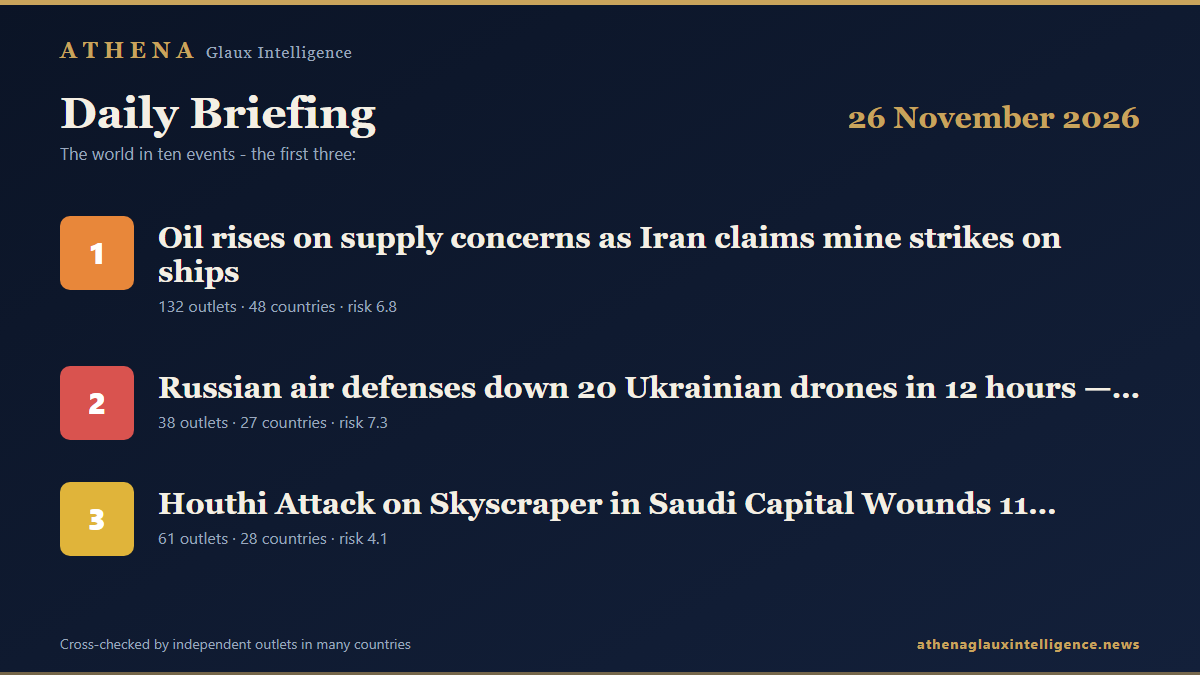 ATHENA Glaux Intelligence
Daily Briefing
26 November 2026
The world in ten events - the first three:
1
Oil rises on supply concerns as Iran claims mine strikes on
ships
132 outlets · 48 countries · risk 6.8
2
Russian air defenses down 20 Ukrainian drones in 12 hours —...
38 outlets · 27 countries · risk 7.3
3
Houthi Attack on Skyscraper in Saudi Capital Wounds 11...
61 outlets · 28 countries · risk 4.1
Cross-checked by independent outlets in many countries
athenaglauxintelligence.news